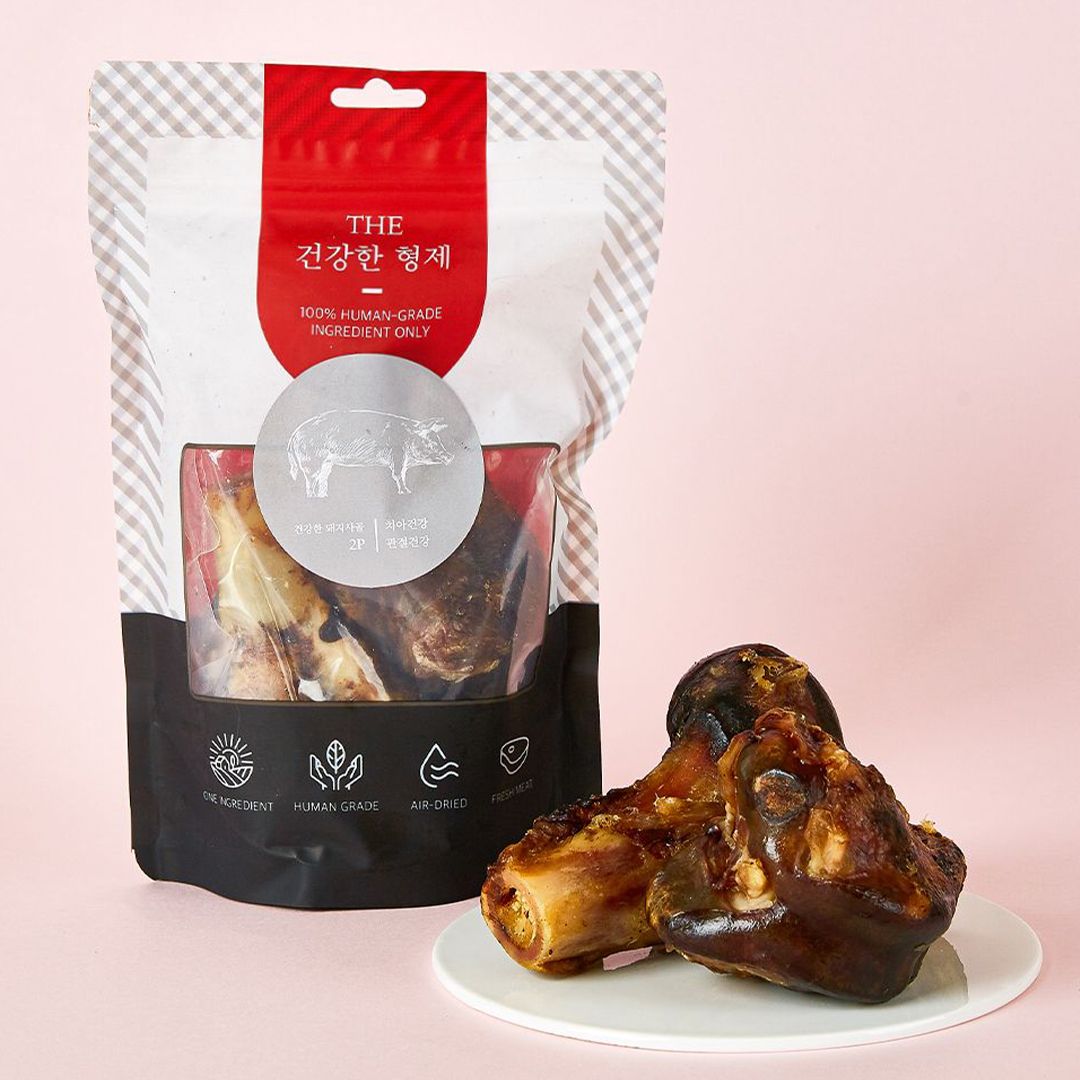 THE
건강한 형제
100% HUMAN-GRADE
INGREDIENT ONLY
건강한 돼지사골
2P
치아건강
관절건강
ONE INGREDIENT
HUMAN GRADE
AIR-DRIED
FRESH MEAT